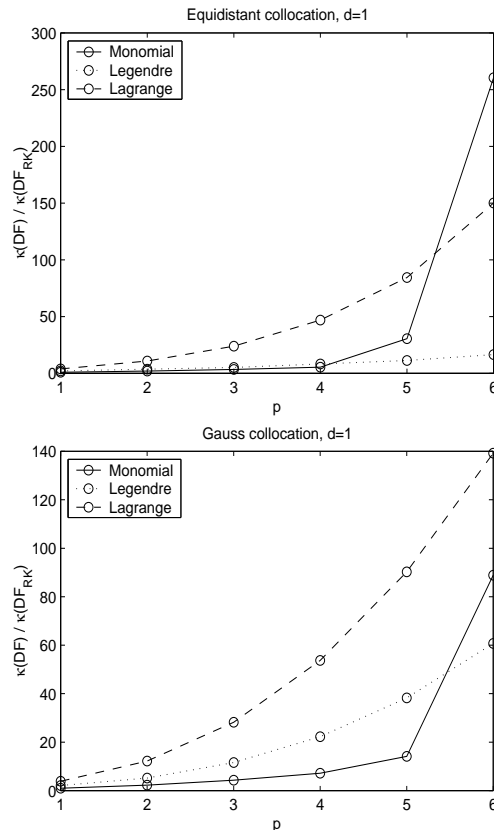 Equidistant collocation, d=1
300
250
200
150
100
50
0
κ(DF) / κ(DF_RK)
Monomial
Legendre
Lagrange
1 2 3 4 5 6
p
Gauss collocation, d=1
140
120
100
80
60
40
20
0
κ(DF) / κ(DF_RK)
Monomial
Legendre
Lagrange
1 2 3 4 5 6
p